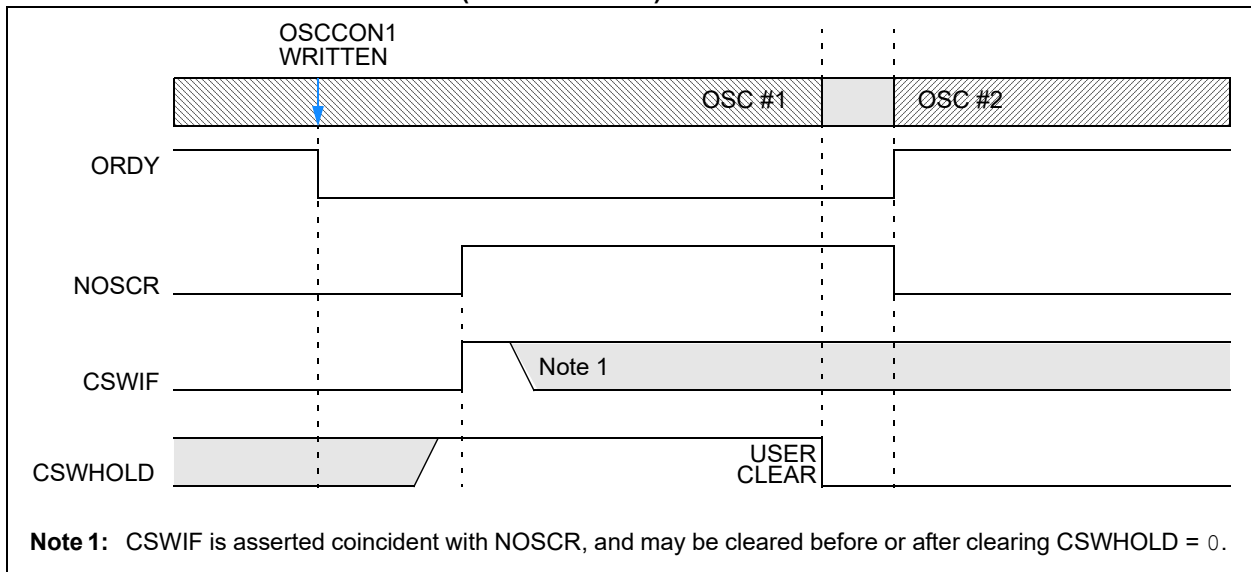 OSCCON1
WRITTEN
OSC #1
OSC #2
ORDY
NOSCR
CSWIF
Note 1
CSWHOLD
USER
CLEAR
Note 1: CSWIF is asserted coincident with NOSCR, and may be cleared before or after clearing CSWHOLD = 0.